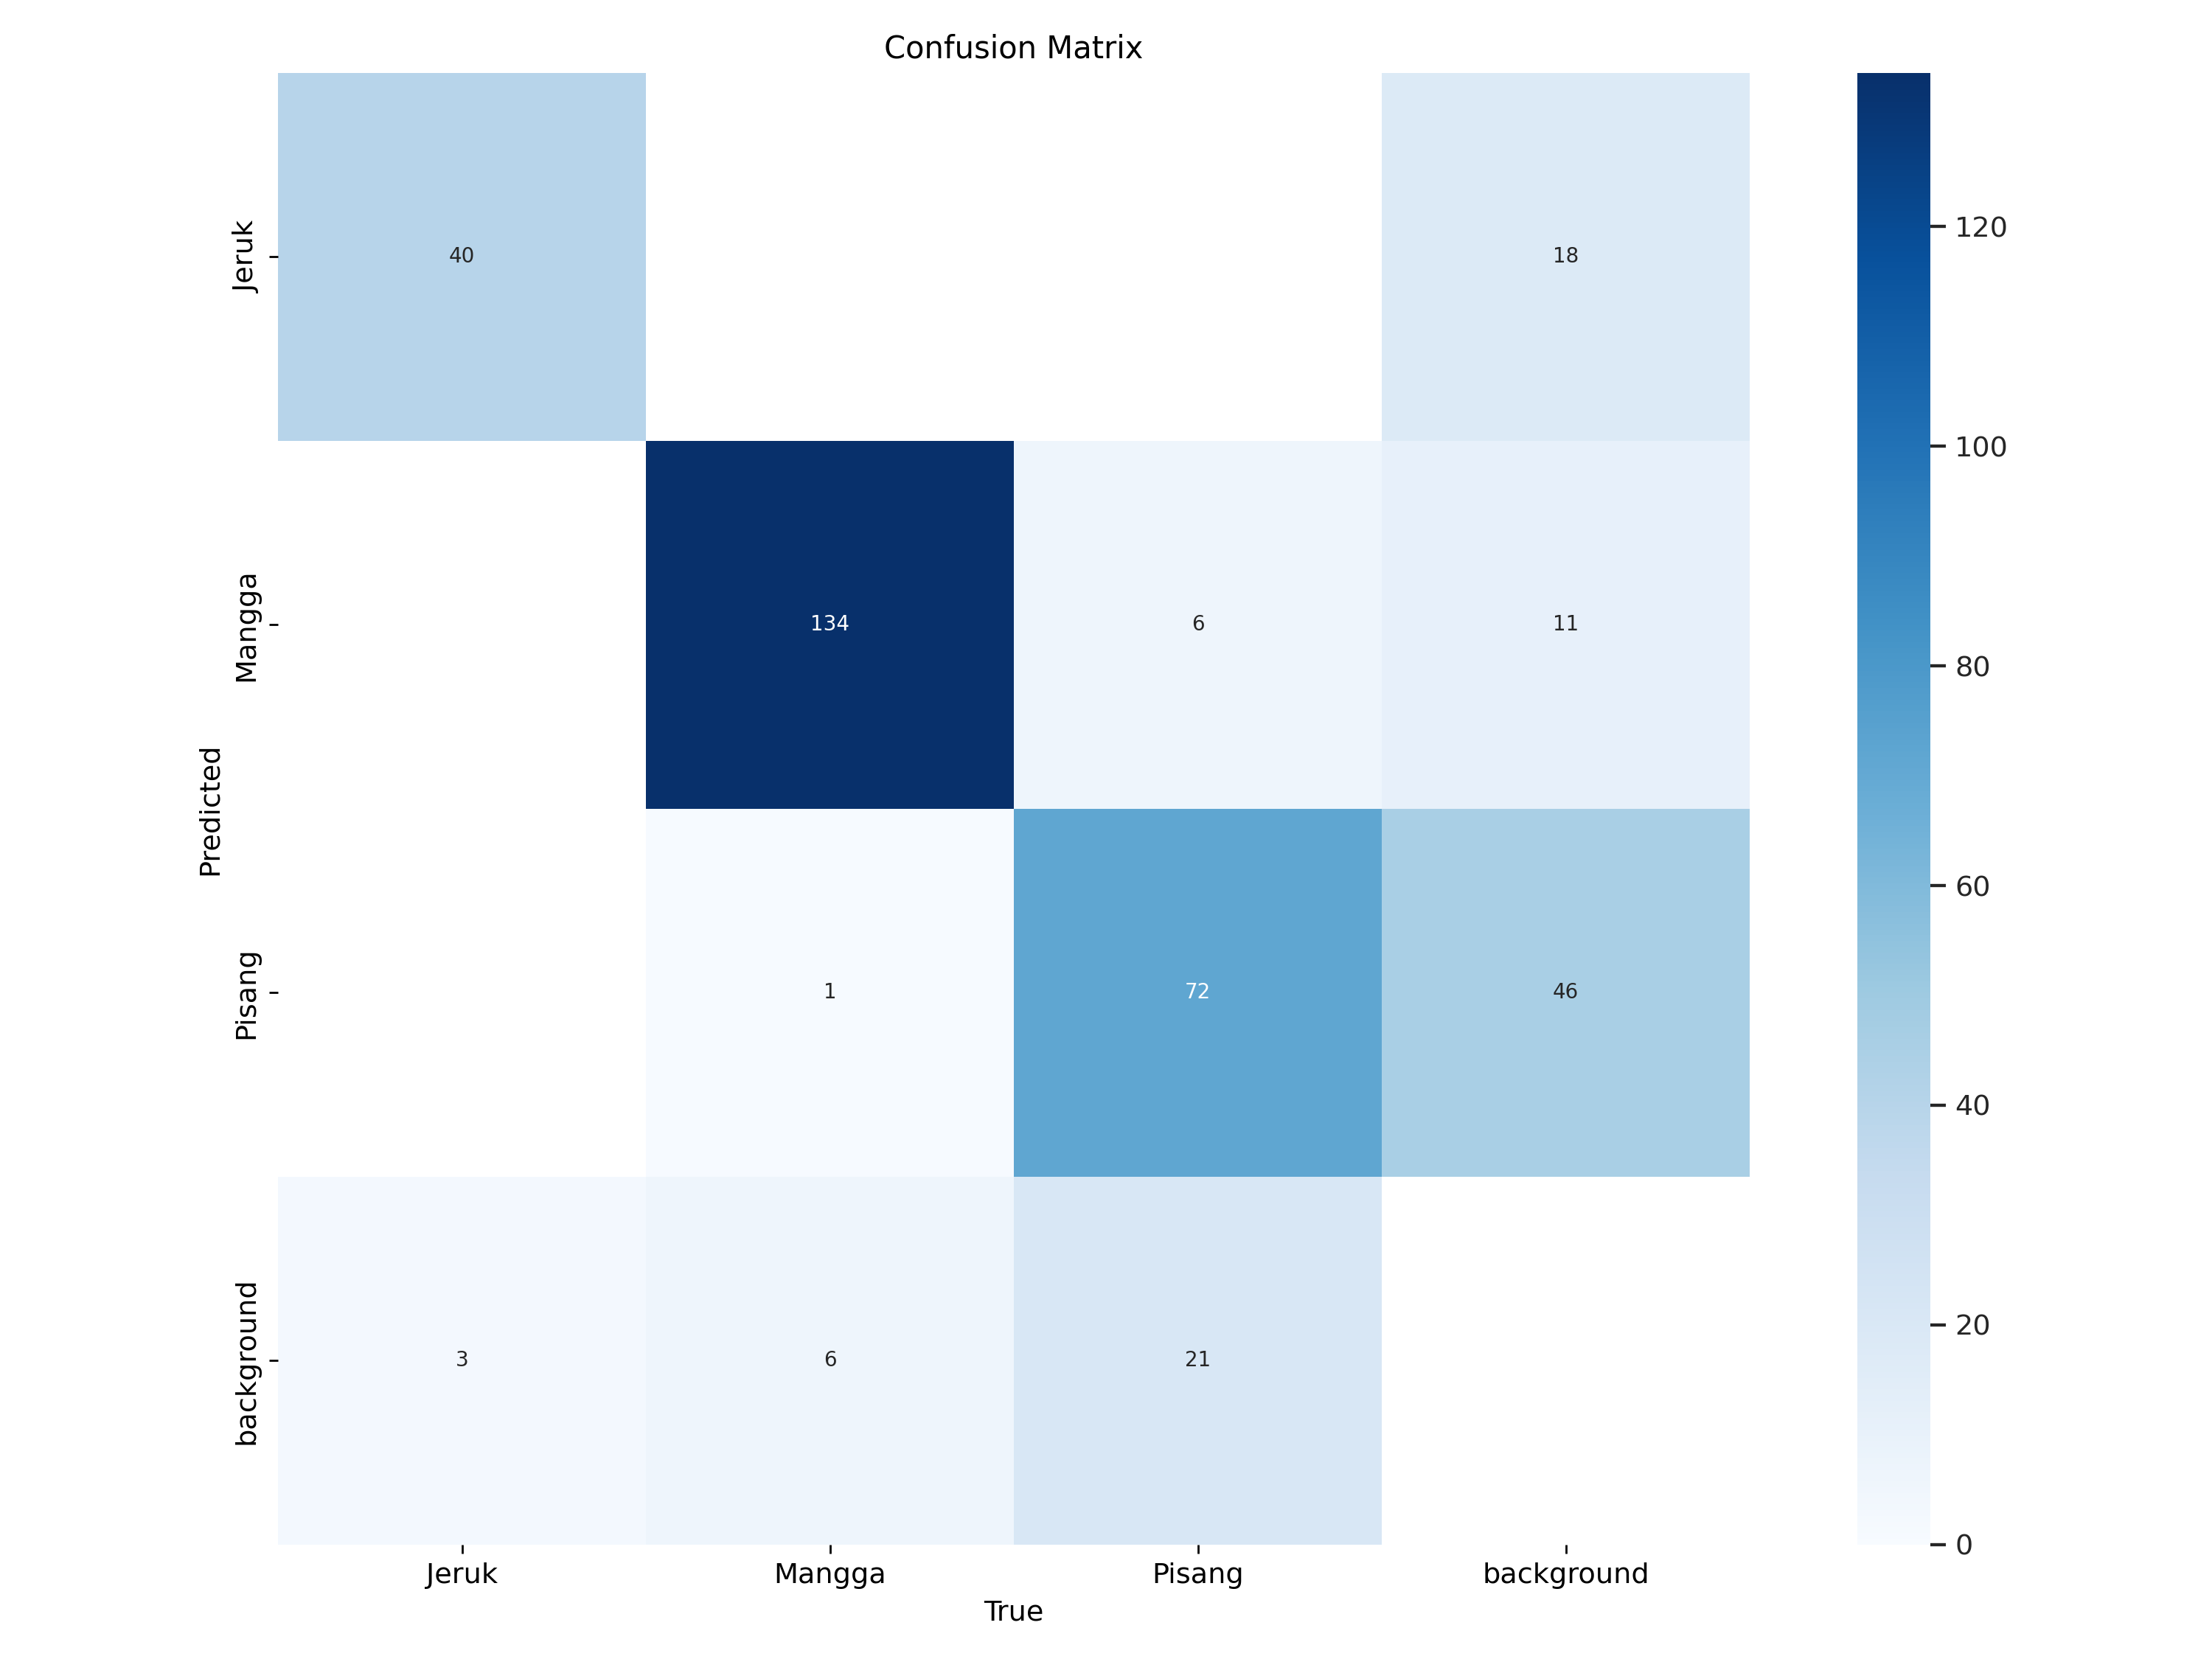 Confusion Matrix
Jeruk
40
18
120
100
Mangga
134
6
11
80
Predicted
60
Pisang
1
72
46
40
background
3
6
21
20
0
Jeruk
Mangga
Pisang
background
True